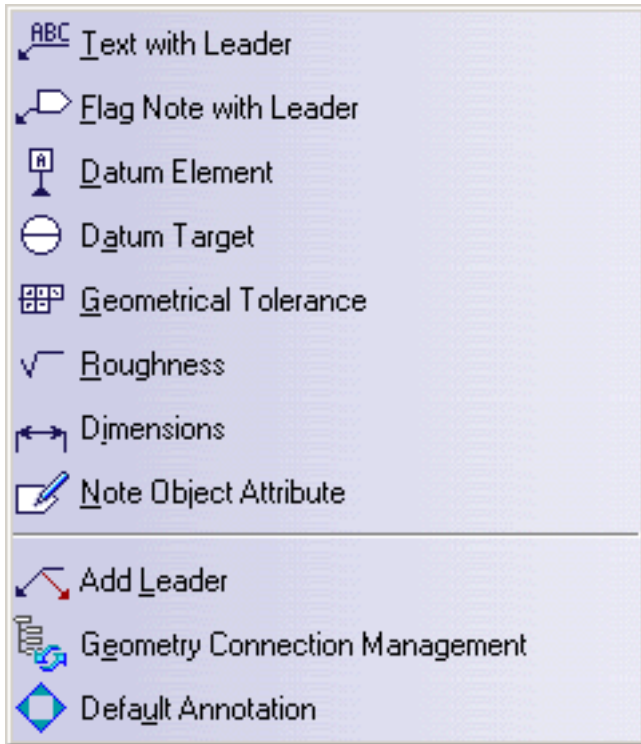 ABC Text with Leader
Flag Note with Leader
A Datum Element
Datum Target
Geometrical Tolerance
Roughness
Dimensions
Note Object Attribute
Add Leader
Geometry Connection Management
Default Annotation